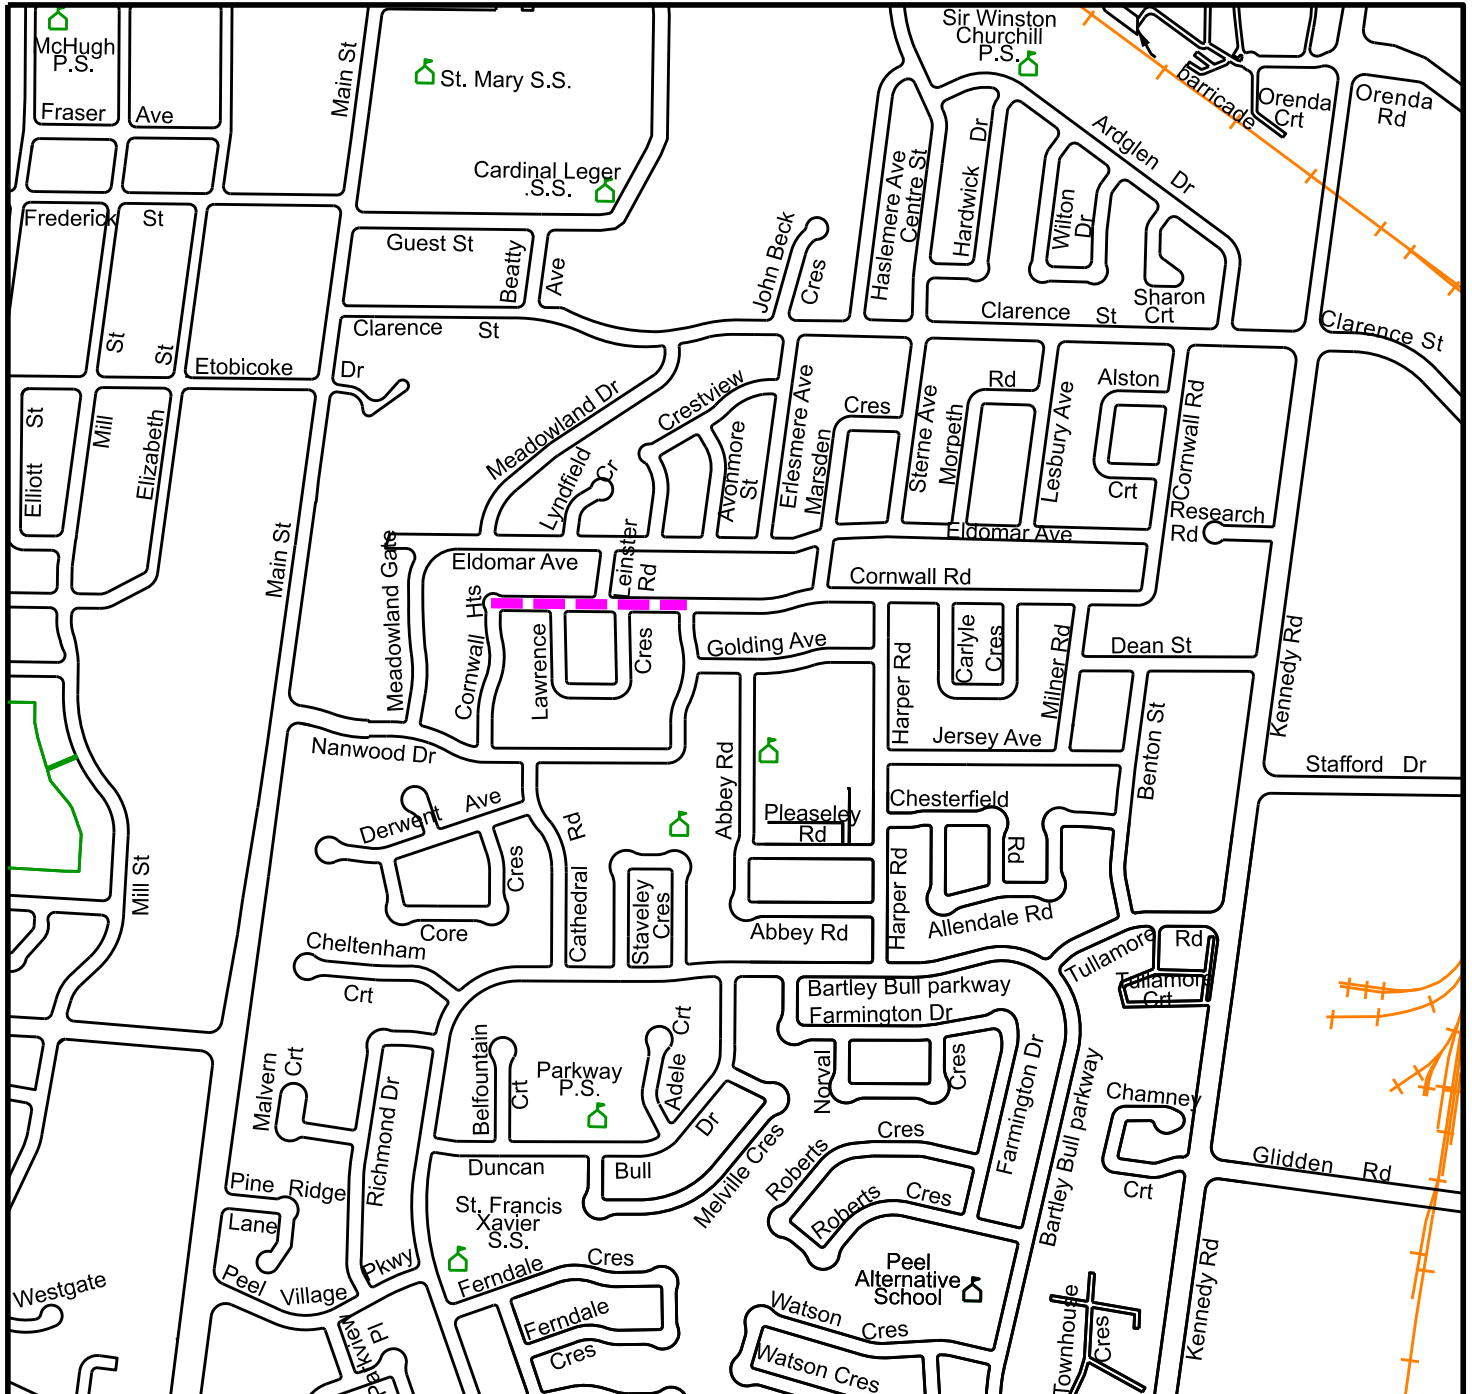 McHugh
P.S.
Fraser Ave
Main St
St. Mary S.S.
Cardinal Leger
.S.S.
Sir Winston
Churchill
P.S.
barricade
Orenda
Crt
Orenda
Rd
Ardglen Dr
Hardwick Dr
Haslemere Ave
Centre St
Wilton
Dr
Sharon
Crt
Frederick St
Guest St
Beatty
Ave
John Beck
Cres
Clarence St
Clarence St
Clarence St
St
St
Etobicoke Dr
Elliott St
Mill
Elizabeth
Meadowland Dr
Crestview
Lyndfield
Cr
Avonmore
St
Erlesmere Ave
Marsden
Cres
Sterne Ave
Morpeth
Rd
Lesbury Ave
Alston
Crt
Cornwall Rd
Research
Rd
Main St
Meadowland Gate
Eldomar Ave
Leinster
Rd
Eldomar Ave
Cornwall Rd
Hts
Cornwall
Lawrence
Cres
Golding Ave
Harper Rd
Carlyle
Cres
Milner Rd
Dean St
Kennedy Rd
Nanwood Dr
Jersey Ave
Benton St
Stafford Dr
Abbey Rd
Pleaseley
Rd
Chesterfield
Rd
Derwent Ave
Cres
Core
Rd
Cathedral
Staveley
Cres
Mill St
Abbey Rd
Harper Rd
Allendale Rd
Cheltenham
Crt
Tullamore Rd
Tullamore
Crt
Bartley Bull parkway
Farmington Dr
Belfountain
Crt
Parkway
P.S.
Adele
Crt
Norval
Cres
Farmington Dr
Bartley Bull parkway
Chamney
Crt
Malvern
Crt
Richmond Dr
Duncan
Bull
Dr
Melville Cres
Roberts
Cres
Roberts
Cres
Glidden Rd
Pine Ridge
Lane
St. Francis
Xavier
S.S.
Peel Village
Pkwy
Ferndale
Cres
Ferndale
Cres
Peel
Alternative
School
Westgate
Parkview
Pl
Watson
Cres
Watson Cres
Townhouse
Cres
Kennedy Rd